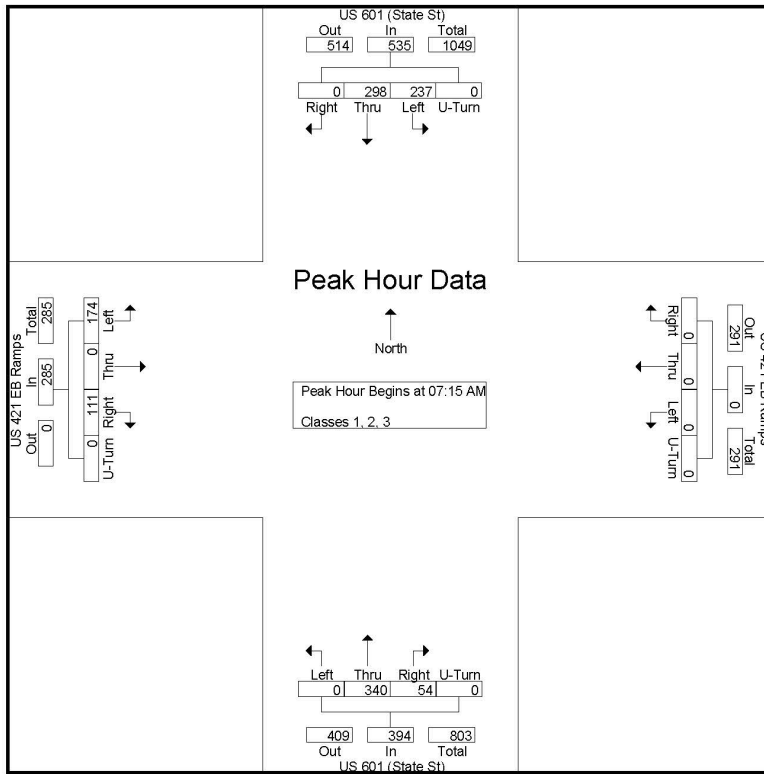 US 601 (State St)
Out In Total
514 535 1049
0 298 237 0
Right Thru Left U-Turn
Peak Hour Data
North
Peak Hour Begins at 07:15 AM
Classes 1, 2, 3
US 421 EB Ramps
Total In Out
285 285 0
174 0 111 0
Left Thru Right U-Turn
Right Thru Left U-Turn
0 0 0 0
291 0 291
Out In Total
US 421 EB Ramps
Left Thru Right U-Turn
0 340 54 0
409 394 803
Out In Total
US 601 (State St)